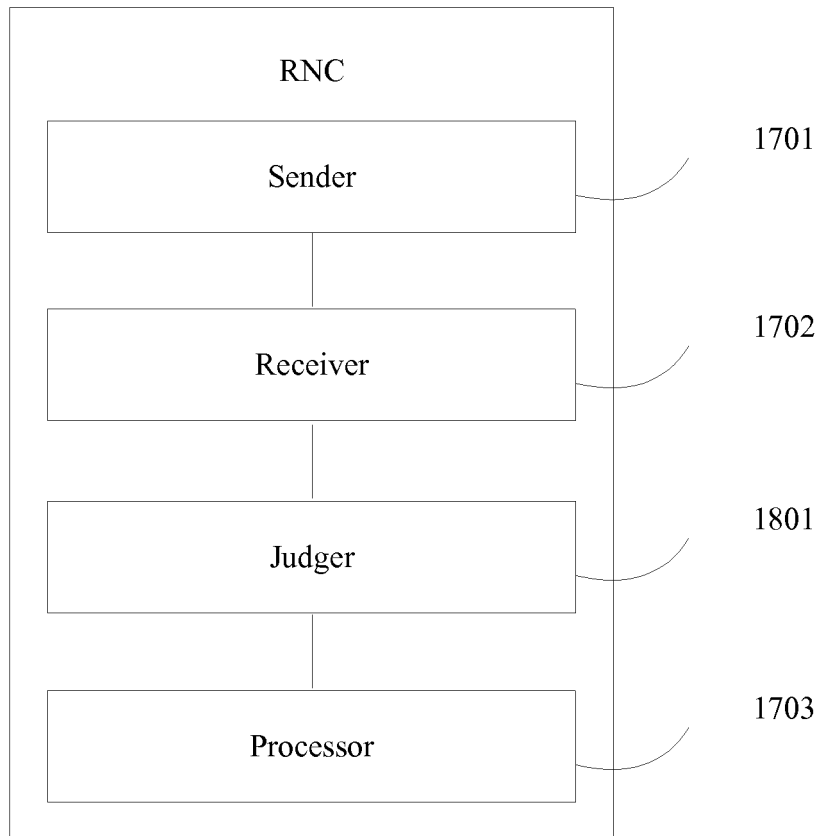 RNC
Sender
1701
Receiver
1702
Judger
1801
Processor
1703